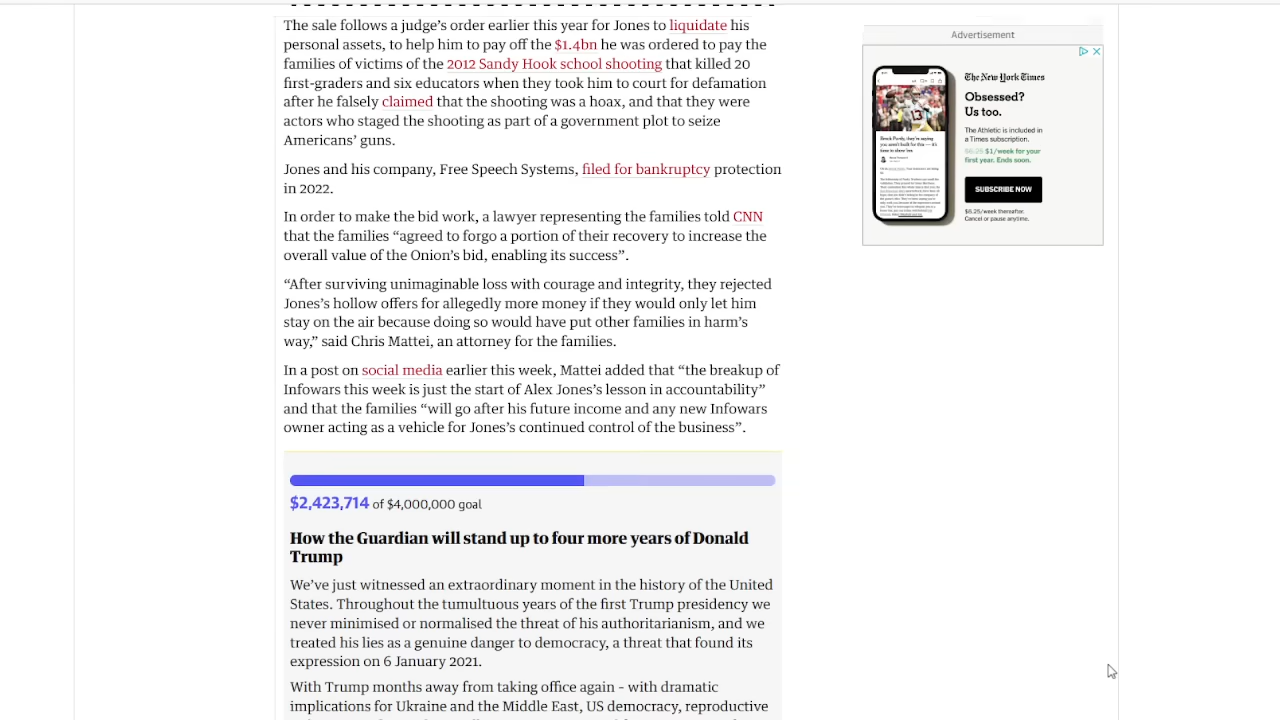 The sale follows a judge’s order earlier this year for Jones to liquidate his
personal assets, to help him to pay off the $1.4bn he was ordered to pay the
families of victims of the 2012 Sandy Hook school shooting that killed 20
first-graders and six educators when they took him to court for defamation
after he falsely claimed that the shooting was a hoax, and that they were
actors who staged the shooting as part of a government plot to seize
Americans’ guns.
Jones and his company, Free Speech Systems, filed for bankruptcy protection
in 2022.
In order to make the bid work, a lawyer representing the families told CNN
that the families “agreed to forgo a portion of their recovery to increase the
overall value of the Onion’s bid, enabling its success”.
“After surviving unimaginable loss with courage and integrity, they rejected
Jones’s hollow offers for allegedly more money if they would only let him
stay on the air because doing so would have put other families in harm’s
way,” said Chris Mattei, an attorney for the families.
In a post on social media earlier this week, Mattei added that “the breakup of
Infowars this week is just the start of Alex Jones’s lesson in accountability”
and that the families “will go after his future income and any new Infowars
owner acting as a vehicle for Jones’s continued control of the business”.
$2,423,714 of $4,000,000 goal
How the Guardian will stand up to four more years of Donald
Trump
We’ve just witnessed an extraordinary moment in the history of the United
States. Throughout the tumultuous years of the first Trump presidency we
never minimised or normalised the threat of his authoritarianism, and we
treated his lies as a genuine danger to democracy, a threat that found its
expression on 6 January 2021.
With Trump months away from taking office again – with dramatic
implications for Ukraine and the Middle East, US democracy, reproductive
Advertisement
The New York Times
Obsessed?
Us too.
The Athletic is included in
a Times subscription.
$6.25 $1/week for your
first year. Ends soon.
SUBSCRIBE NOW
$6.25/week thereafter.
Cancel or pause anytime.